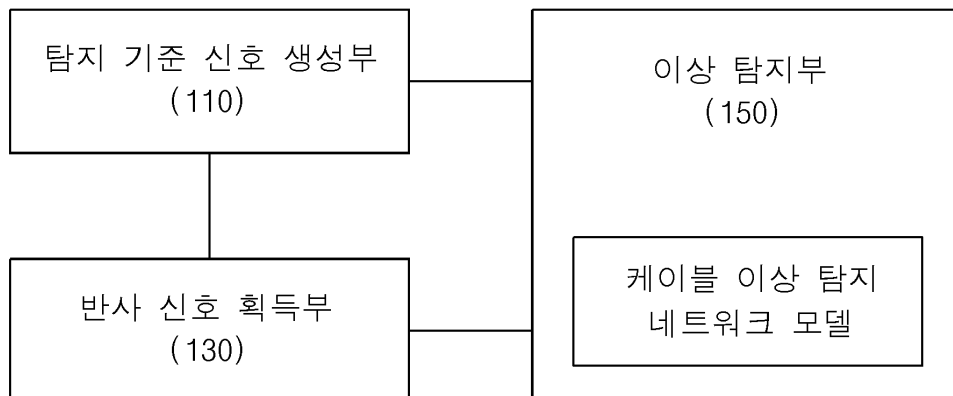 탐지 기준 신호 생성부
(110)
이상 탐지부
(150)
반사 신호 획득부
(130)
케이블 이상 탐지
네트워크 모델